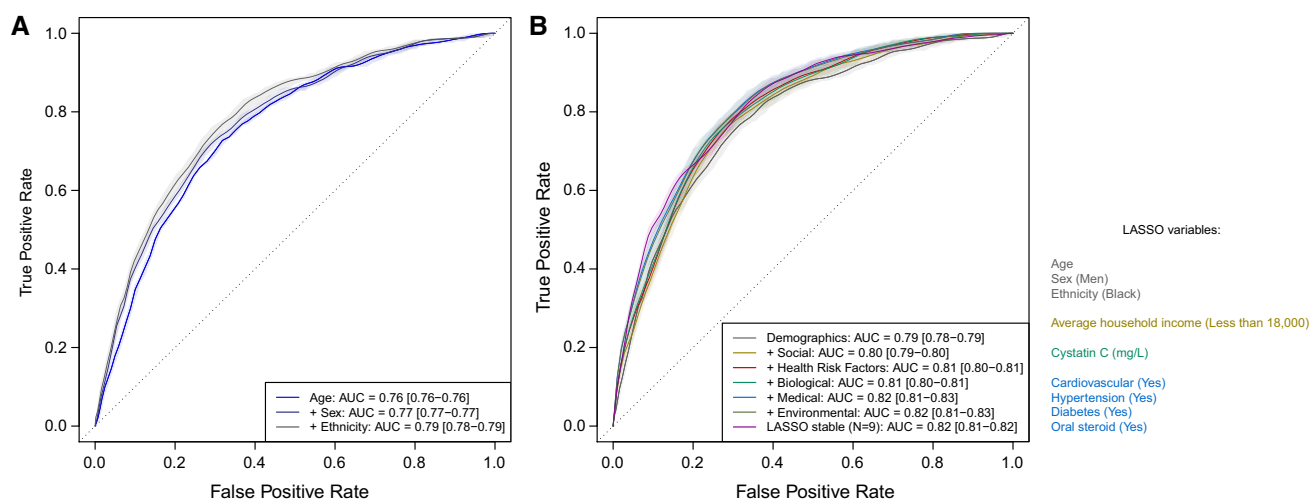 A
1.0
0.8
0.6
0.4
0.2
0.0
True Positive Rate
Age: AUC = 0.76 [0.76−0.76]
+ Sex: AUC = 0.77 [0.77−0.77]
+ Ethnicity: AUC = 0.79 [0.78−0.79]
0.0 0.2 0.4 0.6 0.8 1.0
False Positive Rate
B
1.0
0.8
0.6
0.4
0.2
0.0
True Positive Rate
Demographics: AUC = 0.79 [0.78−0.79]
+ Social: AUC = 0.80 [0.79−0.80]
+ Health Risk Factors: AUC = 0.81 [0.80−0.81]
+ Biological: AUC = 0.81 [0.80−0.81]
+ Medical: AUC = 0.82 [0.81−0.83]
+ Environmental: AUC = 0.82 [0.81−0.83]
LASSO stable (N=9): AUC = 0.82 [0.81−0.82]
0.0 0.2 0.4 0.6 0.8 1.0
False Positive Rate
LASSO variables:
Age
Sex (Men)
Ethnicity (Black)
Average household income (Less than 18,000)
Cystatin C (mg/L)
Cardiovascular (Yes)
Hypertension (Yes)
Diabetes (Yes)
Oral steroid (Yes)